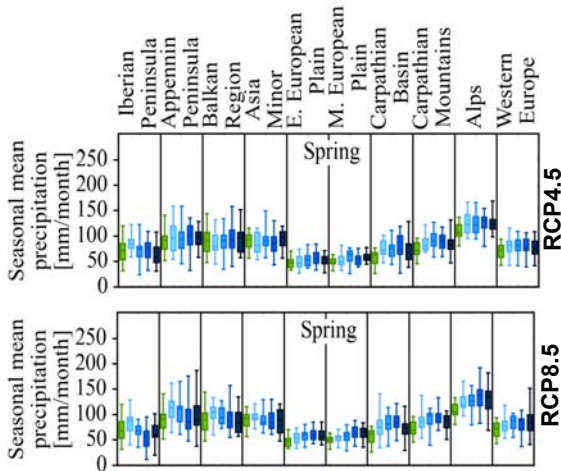 Iberian
Peninsula
Appennin
Peninsula
Balkan
Region
Asia
Minor
E. European
Plain
M. European
Plain
Carpathian
Basin
Carpathian
Mountains
Alps
Western
Europe
Spring
Seasonal mean
precipitation
[mm/month]
250
200
150
100
50
0
RCP4.5
Spring
Seasonal mean
precipitation
[mm/month]
250
200
150
100
50
0
RCP8.5